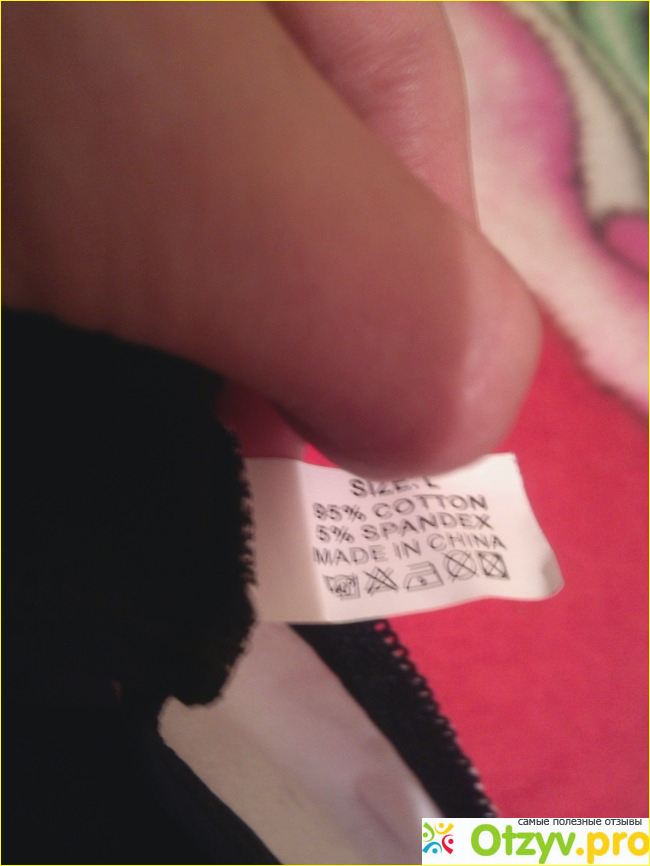 SIZE: L
95% COTTON
5% SPANDEX
MADE IN CHINA
самые полезные отзывы
Otzyv.pro